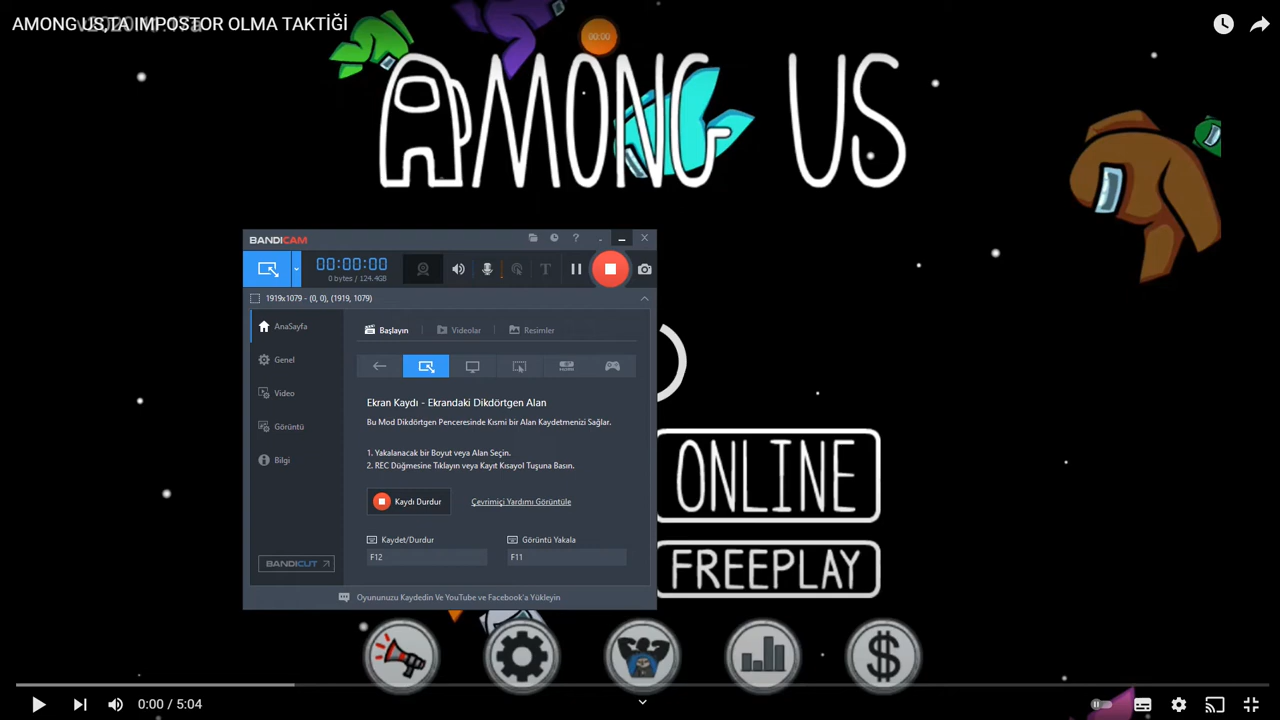 AMONG US,TA IMPOSTOR OLMA TAKTİĞİ
00:00
AMONG US
BANDICAM
00:00:00
0 bytes / 124.4GB
1919x1079 - (0, 0), (1919, 1079)
AnaSayfa
Genel
Video
Görüntü
Bilgi
BANDICUT
Başlayın
Videolar
Resimler
Ekran Kaydı - Ekrandaki Dikdörtgen Alan
Bu Mod Dikdörtgen Penceresinde Kısmi bir Alan Kaydetmenizi Sağlar.
1. Yakalanacak bir Boyut veya Alan Seçin.
2. REC Düğmesine Tıklayın veya Kayıt Kısayol Tuşuna Basın.
Kaydı Durdur
Çevrimiçi Yardımı Görüntüle
Kaydet/Durdur
Görüntü Yakala
F12
F11
Oyununuzu Kaydedin Ve YouTube ve Facebook'a Yükleyin
ONLINE
FREEPLAY
0:00 / 5:04